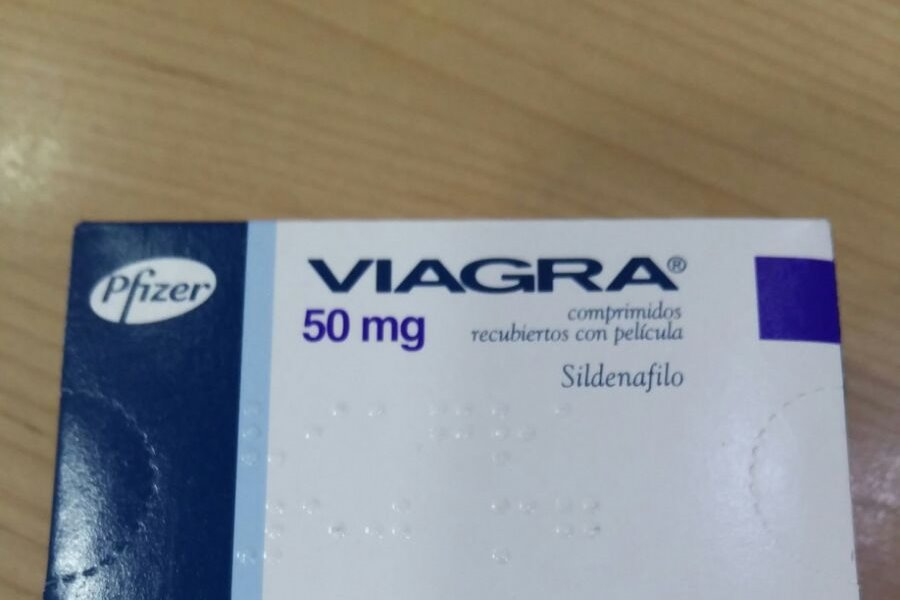 Pfizer
VIAGRA®
50 mg
comprimidos
recubiertos con película
Sildenafilo